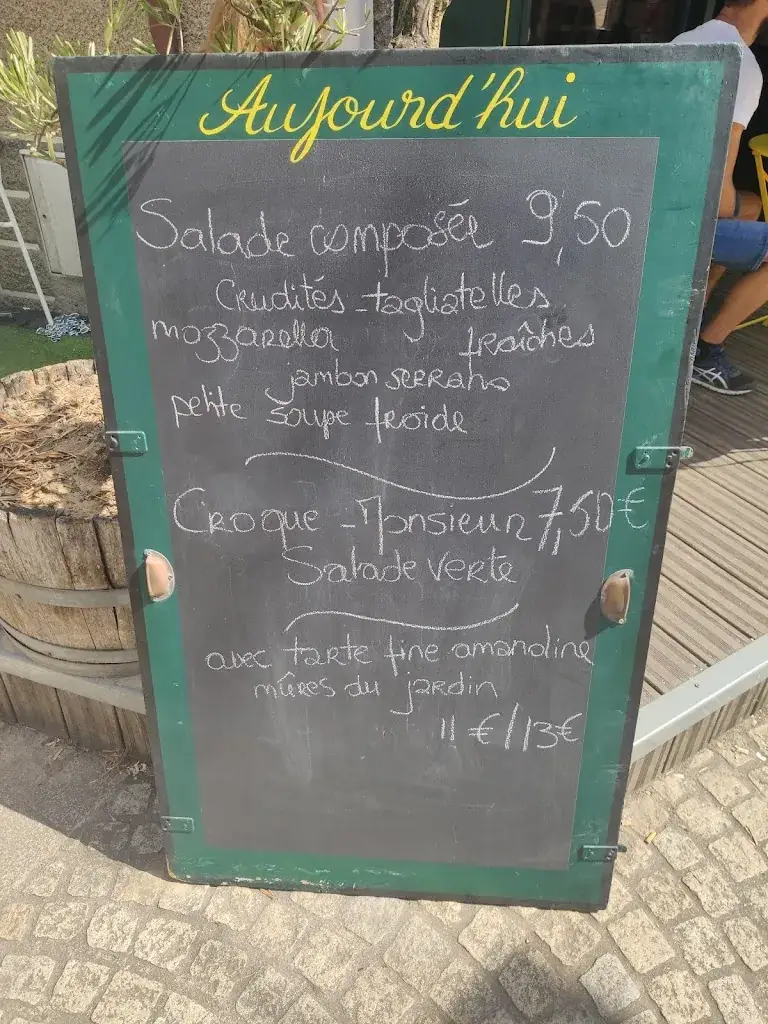 Aujourd'hui
Salade composée 9,50
Crudités - tagliatelles
mozzarella fraîches
jambon serrano
petite soupe froide
Croque - Monsieur 7,50 €
Salade verte
avec tarte fine amandine
mûres du jardin
11 € / 13 €